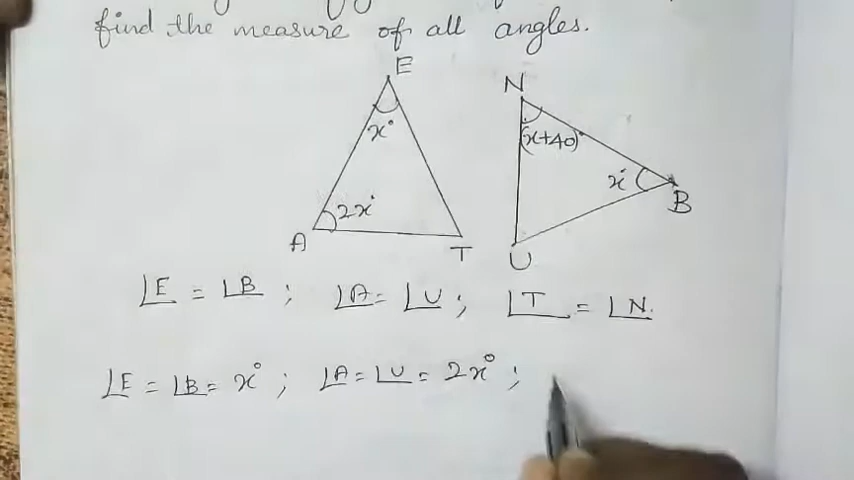 find the measure of all angles.
E
N
x°
(x+40)°
x°
B
2x°
A
T
U
∠E = ∠B ; ∠A = ∠U ; ∠T = ∠N.
∠E = ∠B = x° ; ∠A = ∠U = 2x° ;